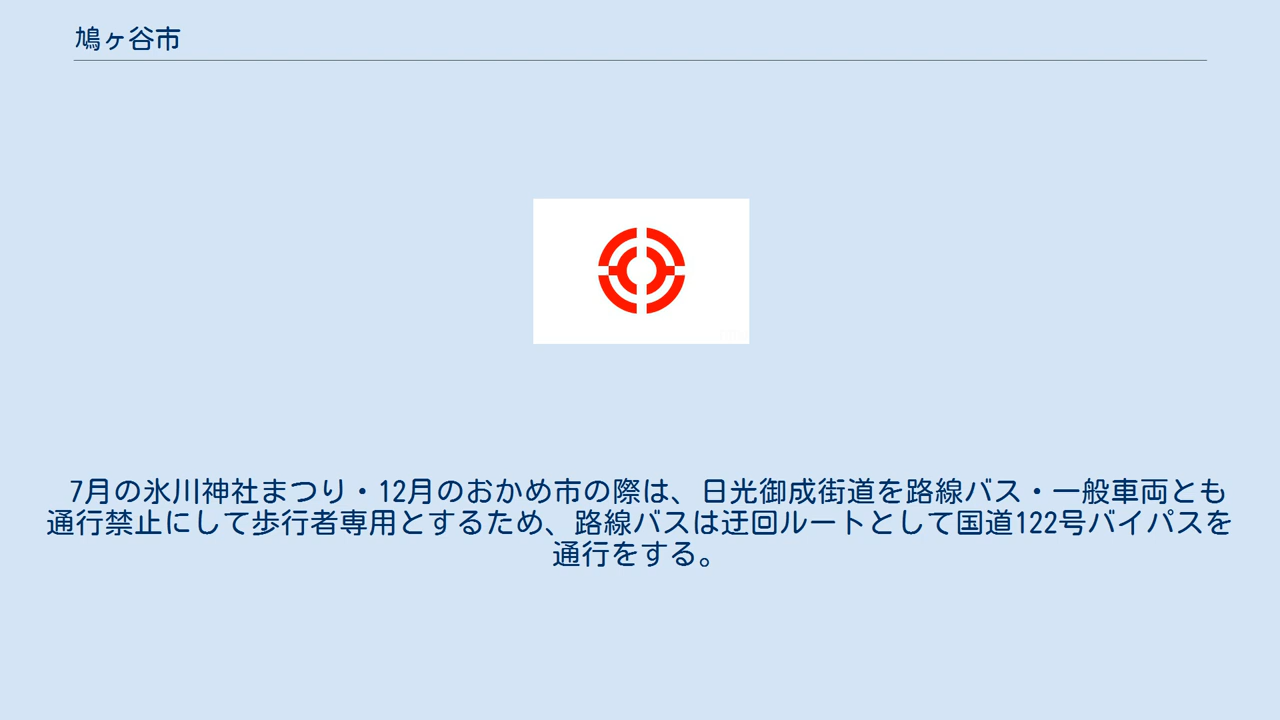 鳩ヶ谷市
7月の氷川神社まつり・12月のおかめ市の際は、日光御成街道を路線バス・一般車両とも
通行禁止にして歩行者専用とするため、路線バスは迂回ルートとして国道122号バイパスを
通行をする。